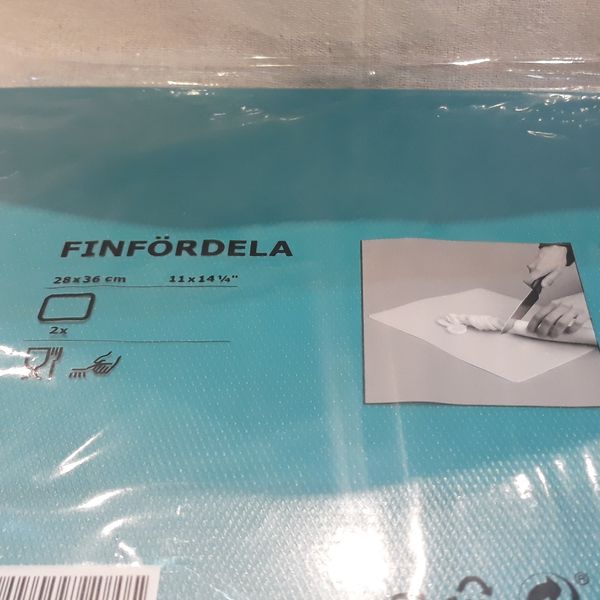 FINFÖRDELA
28x36 cm 11x14 ¼"
2x
®